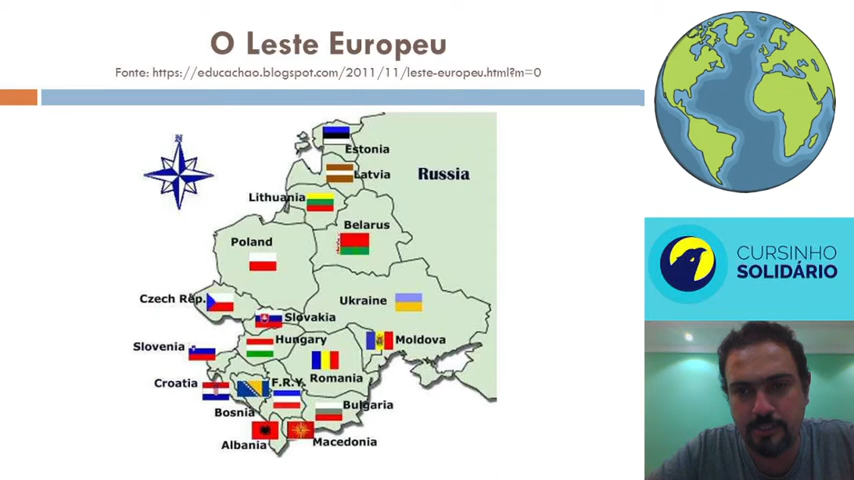 O Leste Europeu
Fonte: https://educachao.blogspot.com/2011/11/leste-europeu.html?m=0
N
Estonia
Latvia
Russia
Lithuania
Belarus
Poland
Czech Rep.
Ukraine
Slovakia
Slovenia
Hungary
Moldova
Croatia
F.R.Y.
Romania
Bosnia
Bulgaria
Albania
Macedonia
CURSINHO
SOLIDÁRIO